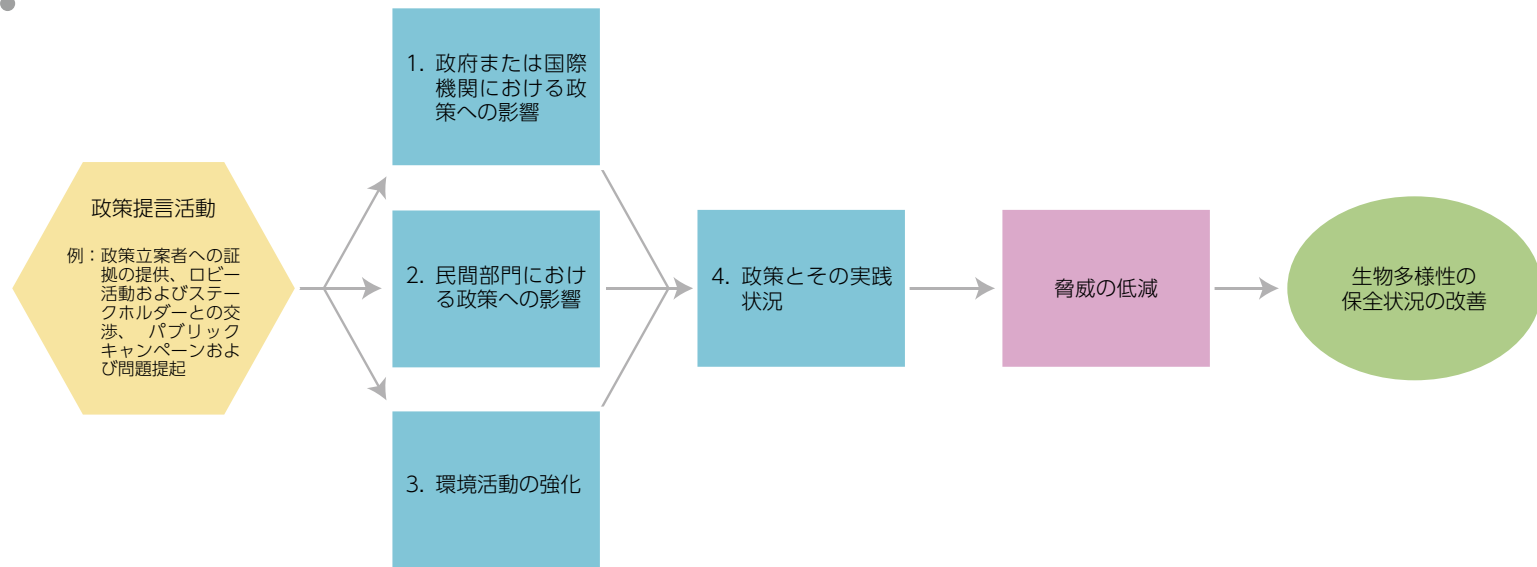 政策提言活動
例：政策立案者への証
拠の提供、ロビー
活動およびステー
クホルダーとの交
渉、 パブリック
キャンペーンおよ
び問題提起
1. 政府または国際
機関における政
策への影響
2. 民間部門におけ
る政策への影響
3. 環境活動の強化
4. 政策とその実践
状況
脅威の低減
生物多様性の
保全状況の改善